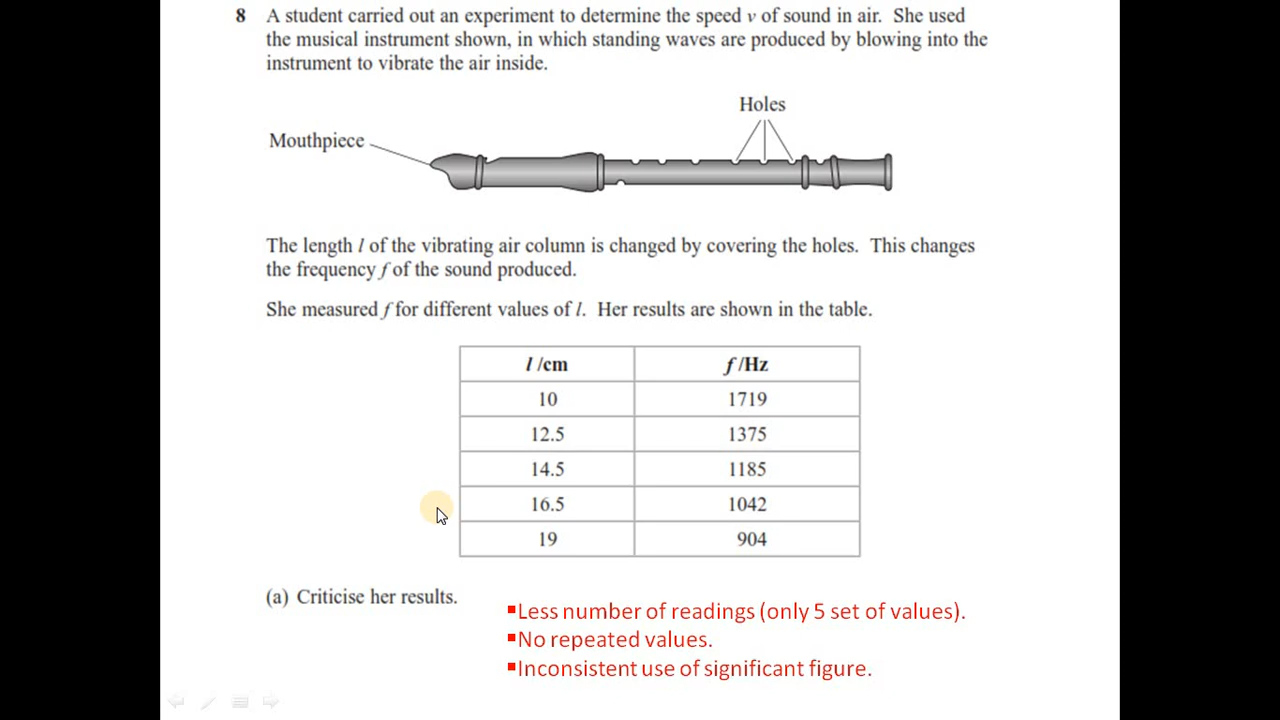 8 A student carried out an experiment to determine the speed v of sound in air. She used
the musical instrument shown, in which standing waves are produced by blowing into the
instrument to vibrate the air inside.
Holes
Mouthpiece
The length l of the vibrating air column is changed by covering the holes. This changes
the frequency f of the sound produced.
She measured f for different values of l. Her results are shown in the table.
l /cm f /Hz
10 1719
12.5 1375
14.5 1185
16.5 1042
19 904
(a) Criticise her results.
▪Less number of readings (only 5 set of values).
▪No repeated values.
▪Inconsistent use of significant figure.